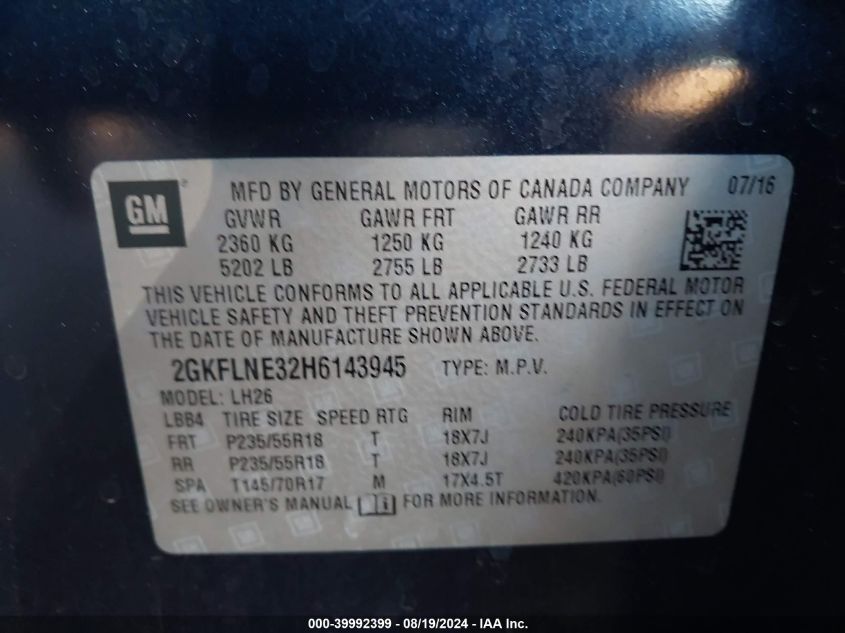 GM ® MFD BY GENERAL MOTORS OF CANADA COMPANY 07/16
GVWR GAWR FRT GAWR RR
2360 KG 1250 KG 1240 KG
5202 LB 2755 LB 2733 LB
THIS VEHICLE CONFORMS TO ALL APPLICABLE U.S. FEDERAL MOTOR
VEHICLE SAFETY AND THEFT PREVENTION STANDARDS IN EFFECT ON
THE DATE OF MANUFACTURE SHOWN ABOVE.
2GKFLNE32H6143945 TYPE: M.P.V.
MODEL: LH26
LBB4 TIRE SIZE SPEED RTG RIM COLD TIRE PRESSURE
FRT P235/55R18 T 18X7J 240KPA(35PSI)
RR P235/55R18 T 18X7J 240KPA(35PSI)
SPA T145/70R17 M 17X4.5T 420KPA(60PSI)
SEE OWNER'S MANUAL FOR MORE INFORMATION.
000-39992399 - 08/19/2024 - IAA Inc.